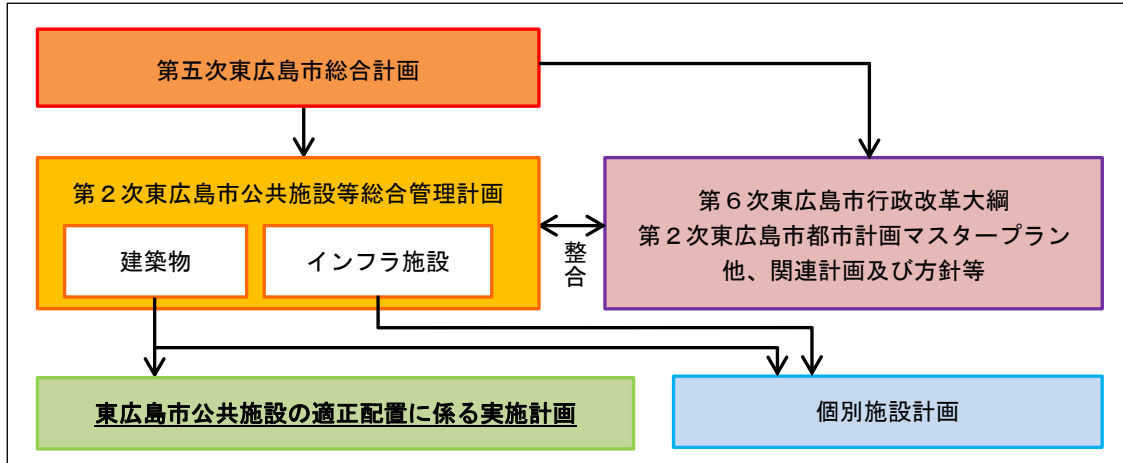 第五次東広島市総合計画
第２次東広島市公共施設等総合管理計画
建築物
インフラ施設
整合
第６次東広島市行政改革大綱
第２次東広島市都市計画マスタープラン
他、関連計画及び方針等
東広島市公共施設の適正配置に係る実施計画
個別施設計画